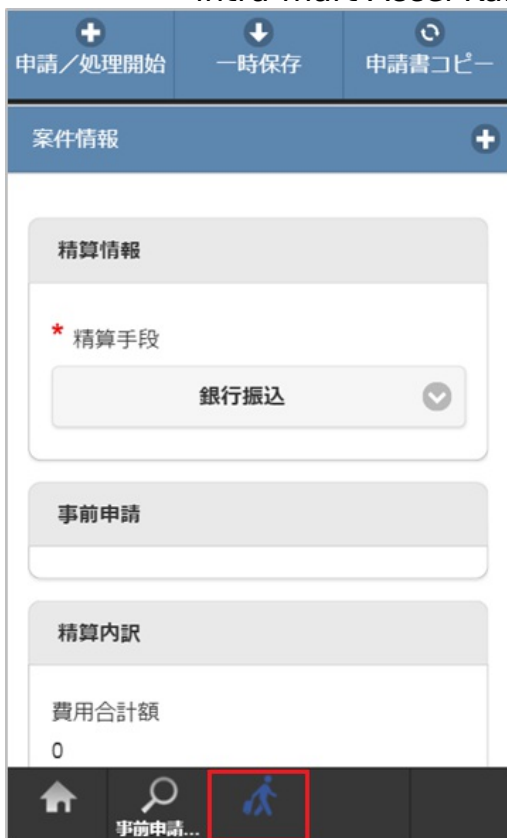 申請／処理開始
一時保存
申請書コピー
案件情報
精算情報
* 精算手段
銀行振込
事前申請
精算内訳
費用合計額
0
事前申請...